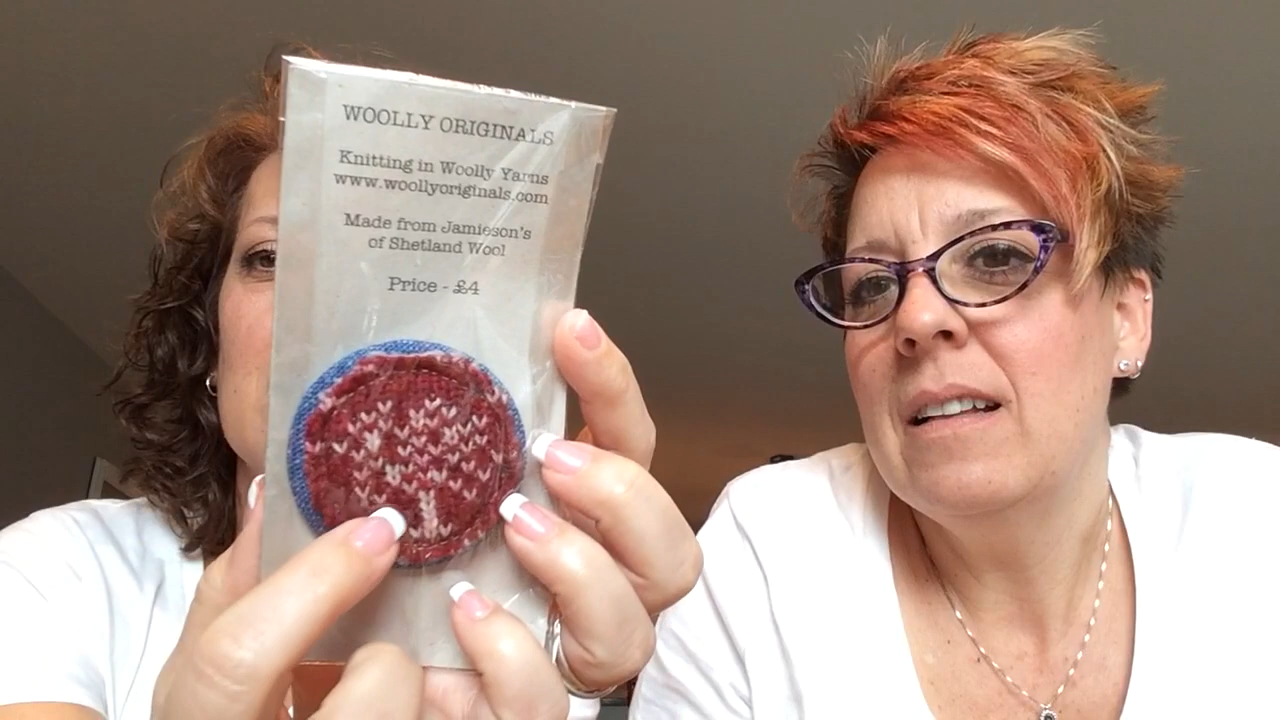 WOOLLY ORIGINALS
Knitting in Woolly Yarns
www.woollyoriginals.com
Made from Jamieson's
of Shetland Wool
Price - £4